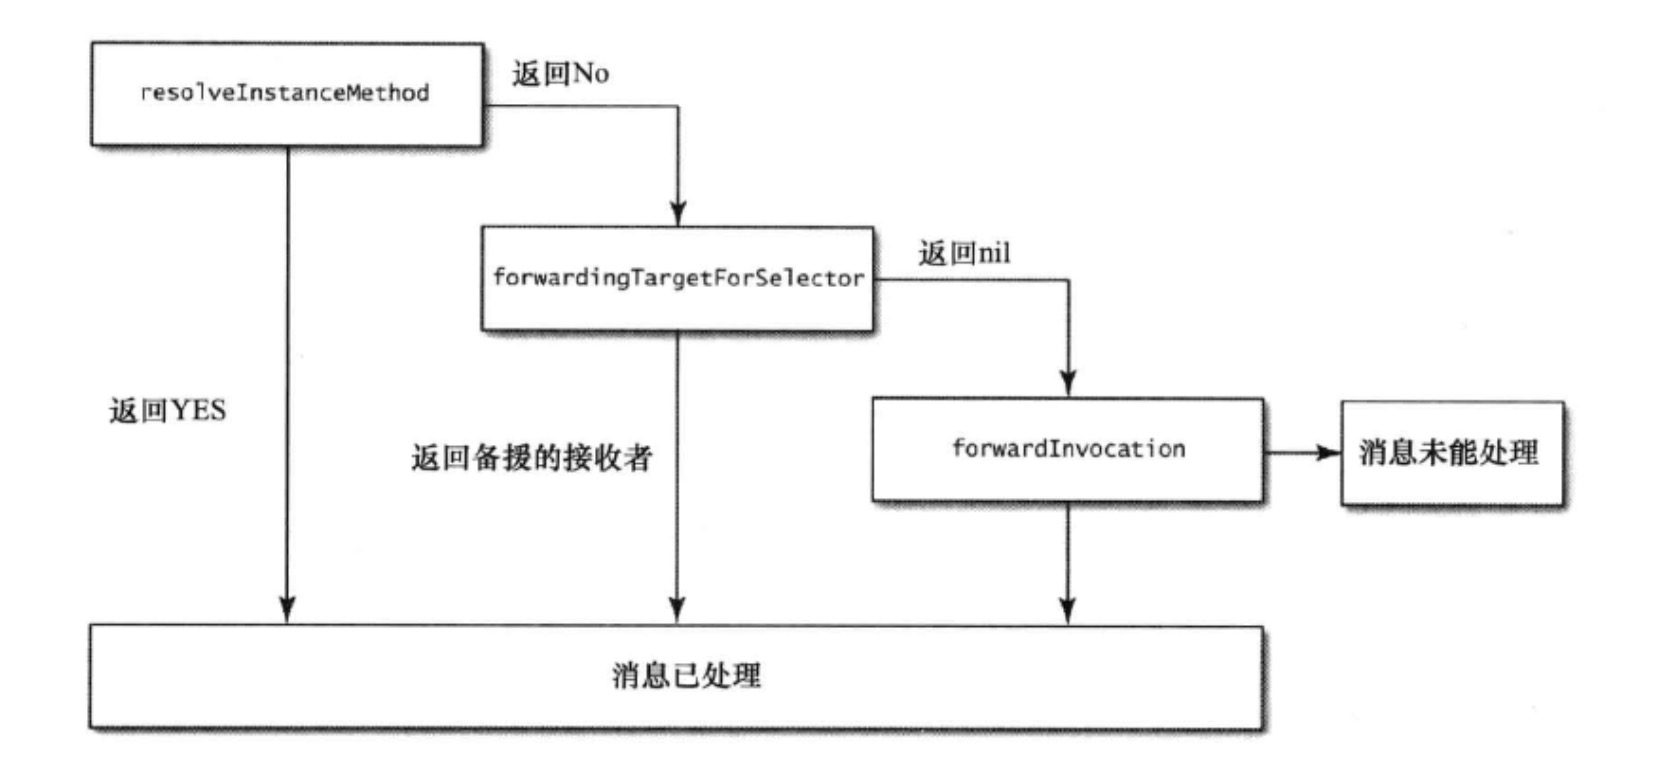 resolveInstanceMethod
返回No
forwardingTargetForSelector
返回nil
返回YES
返回备援的接收者
forwardInvocation
消息未能处理
消息已处理